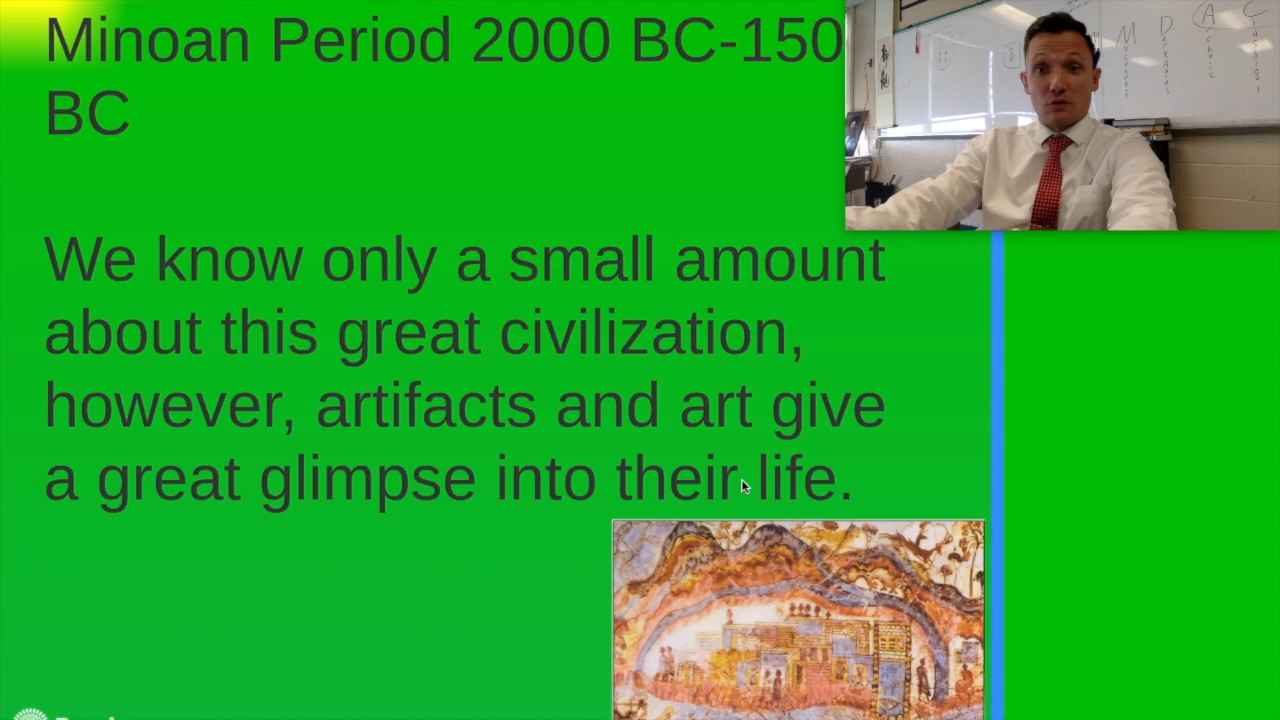 Minoan Period 2000 BC-150
BC
We know only a small amount
about this great civilization,
however, artifacts and art give
a great glimpse into their life.
M D A C